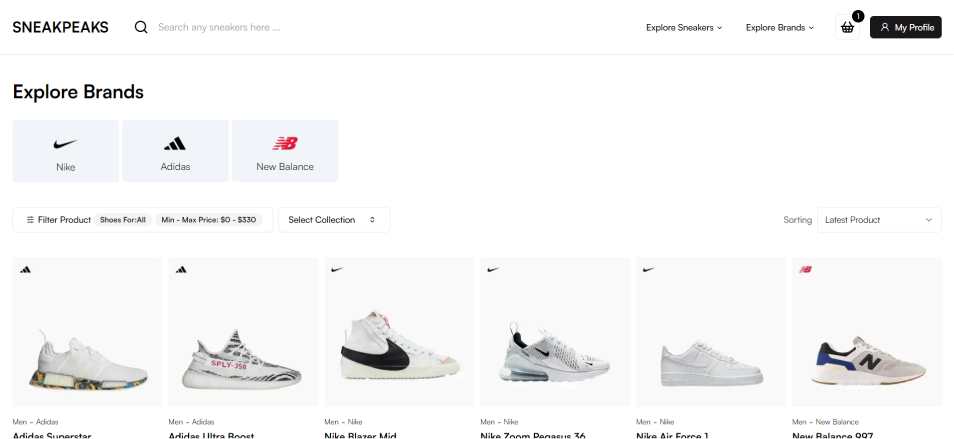 SNEAKPEAKS
Search any sneakers here ...
Explore Sneakers
Explore Brands
1
My Profile
Explore Brands
Nike
Adidas
New Balance
Filter Product
Shoes For:All
Min - Max Price: $0 - $330
Select Collection
Sorting
Latest Product
SPLY-350
Men - Adidas
Men - Adidas
Men - Nike
Men - Nike
Men - Nike
Men - New Balance
Adidas Superstar
Adidas Ultra Boost
Nike Blazer Mid
Nike Zoom Pegasus 36
Nike Air Force 1
New Balance 997